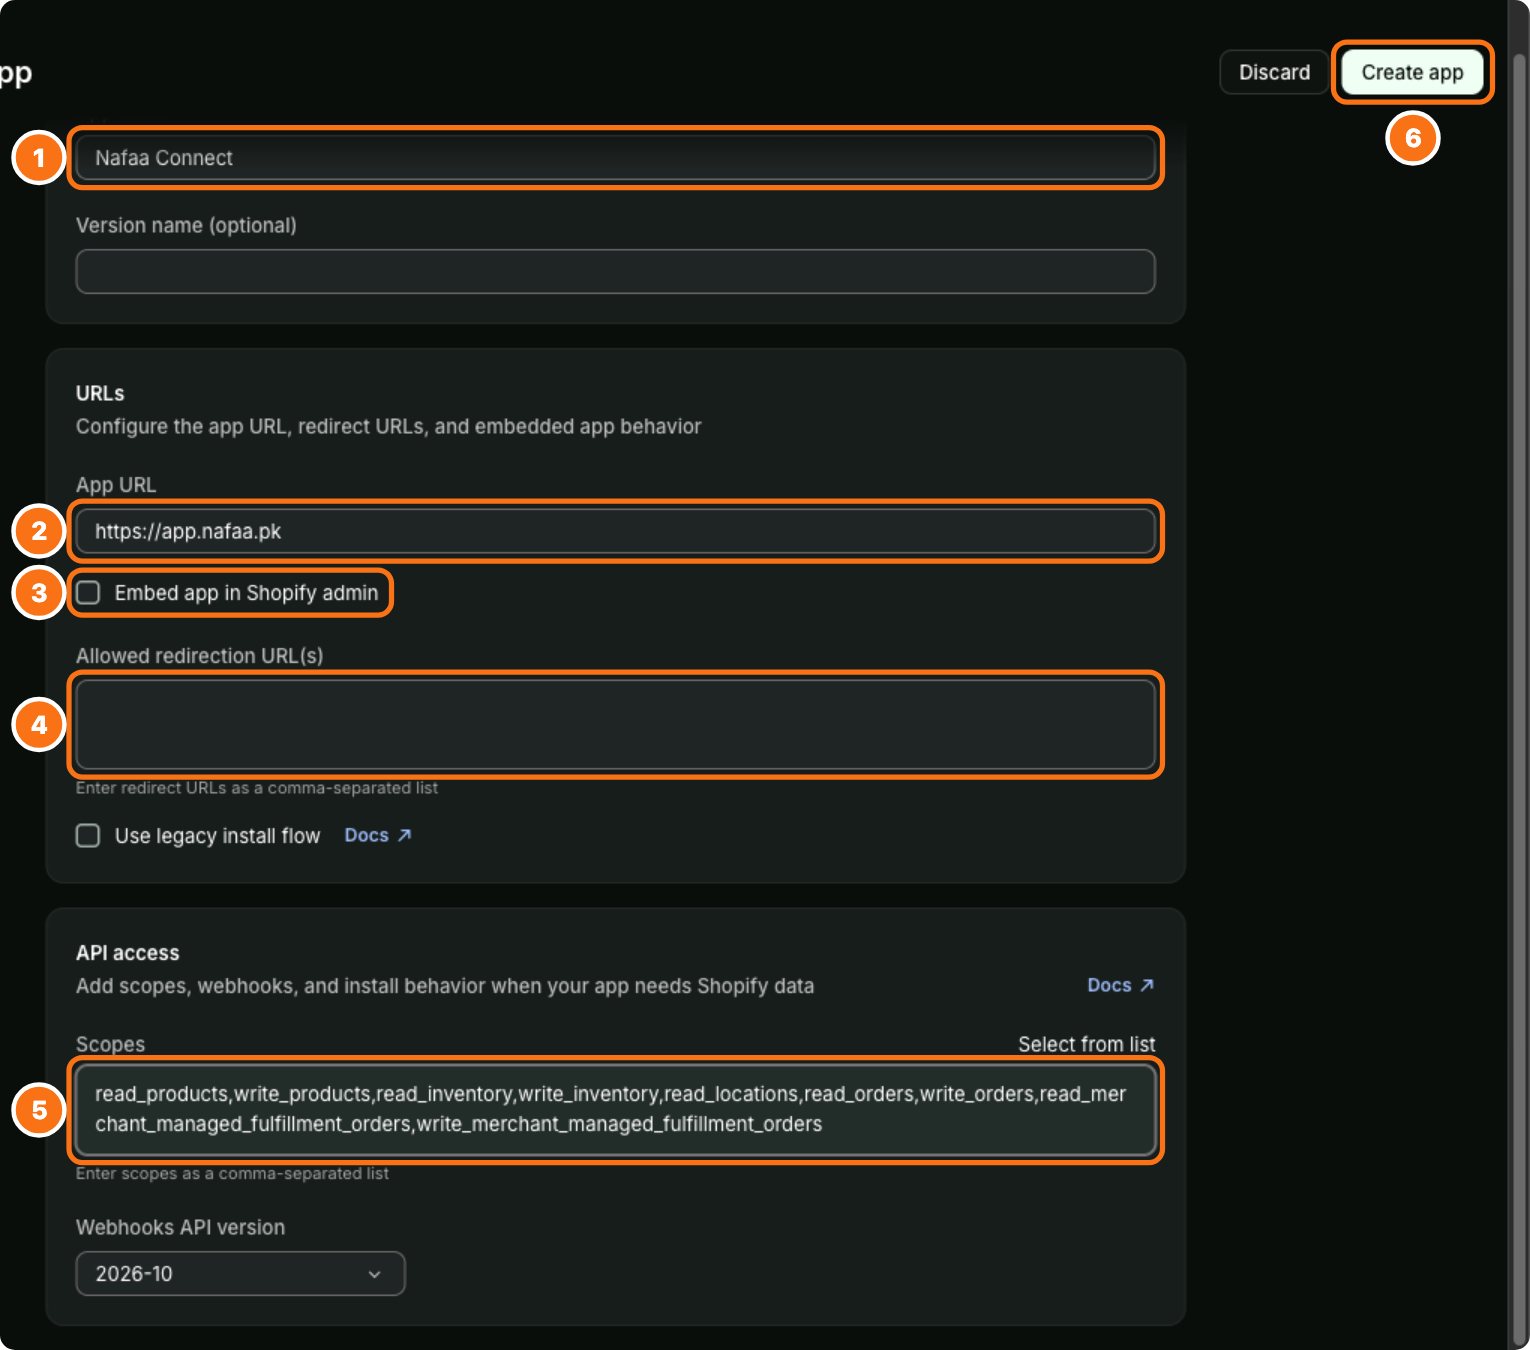 pp
Discard
Create app
6
1
Nafaa Connect
Version name (optional)
URLs
Configure the app URL, redirect URLs, and embedded app behavior
App URL
2
https://app.nafaa.pk
3
Embed app in Shopify admin
Allowed redirection URL(s)
4
Enter redirect URLs as a comma-separated list
Use legacy install flow
Docs ↗
API access
Add scopes, webhooks, and install behavior when your app needs Shopify data
Docs ↗
Scopes
Select from list
5
read_products,write_products,read_inventory,write_inventory,read_locations,read_orders,write_orders,read_mer
chant_managed_fulfillment_orders,write_merchant_managed_fulfillment_orders
Enter scopes as a comma-separated list
Webhooks API version
2026-10